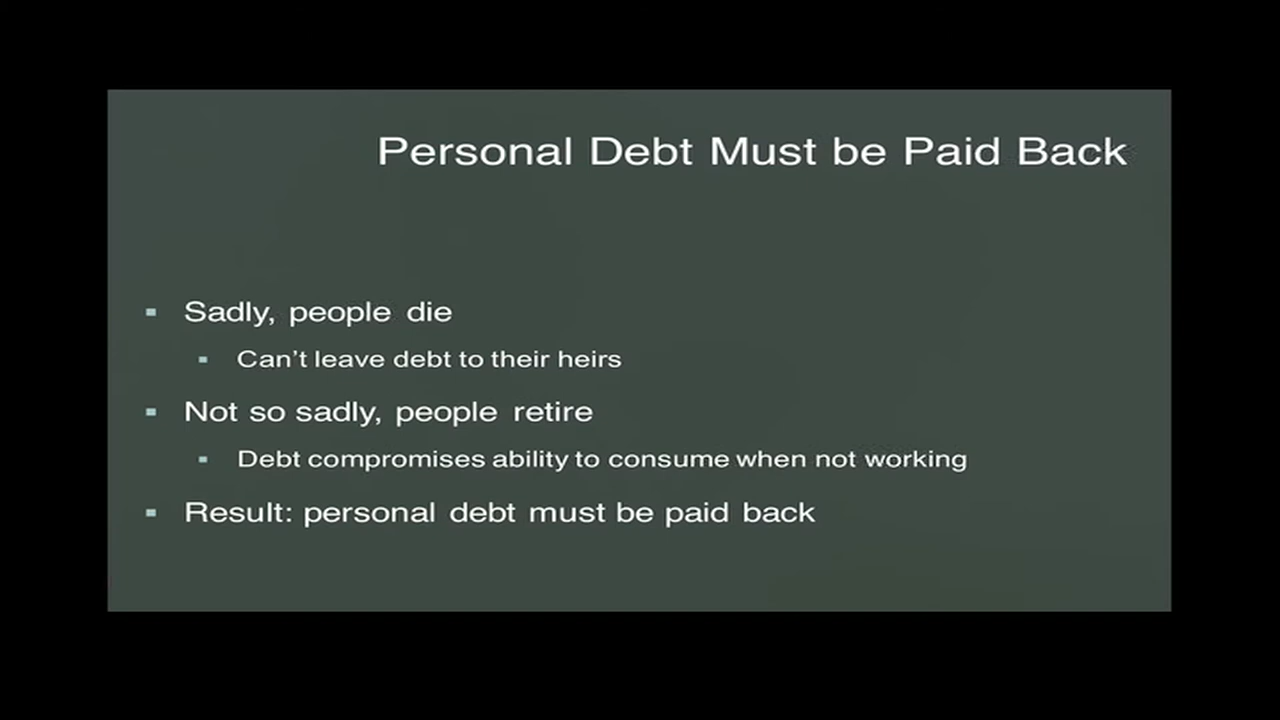 Personal Debt Must be Paid Back
Sadly, people die
Can't leave debt to their heirs
Not so sadly, people retire
Debt compromises ability to consume when not working
Result: personal debt must be paid back